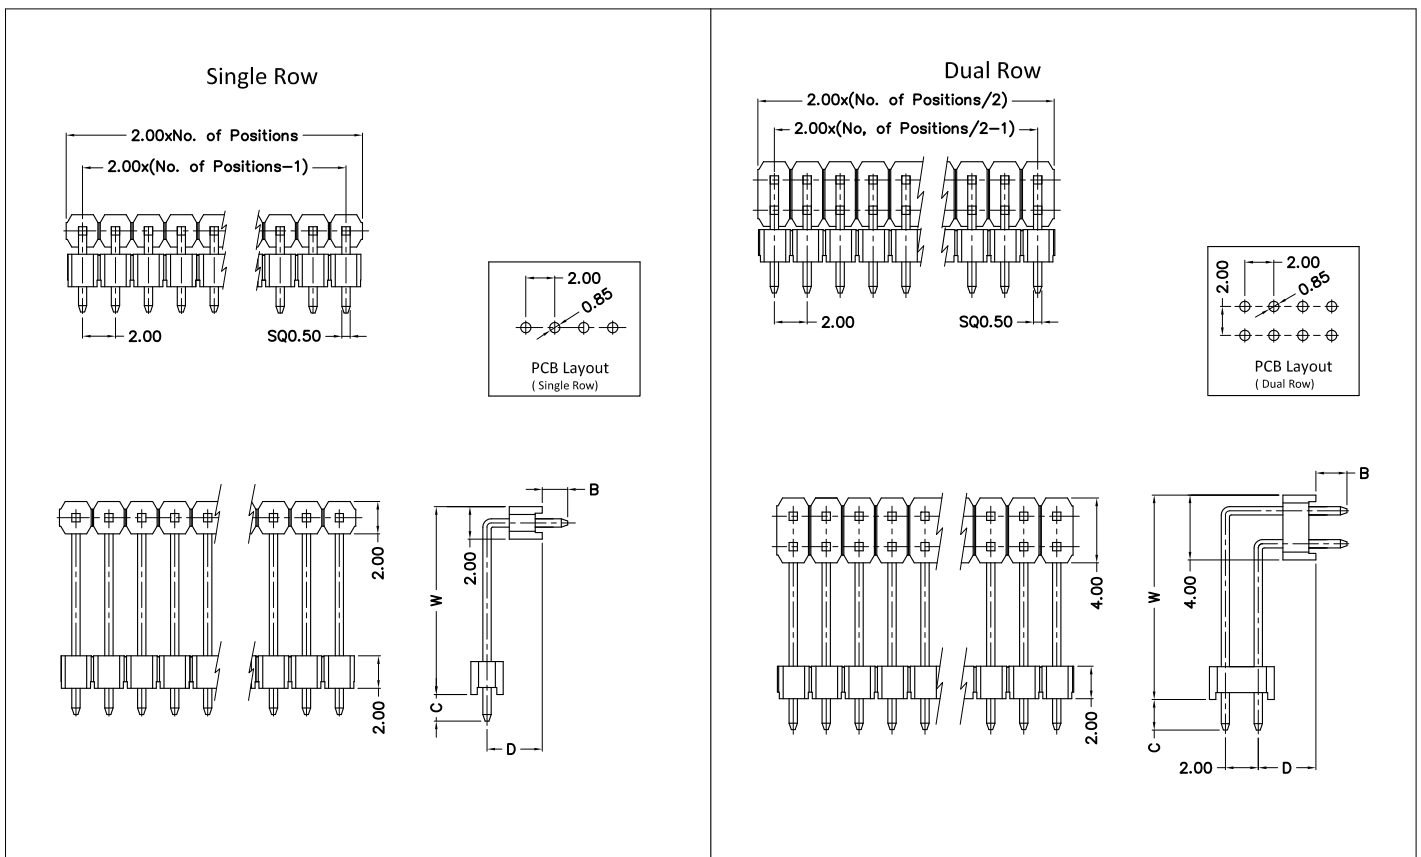 Single Row
2.00xNo. of Positions
2.00x(No. of Positions-1)
2.00
SQ0.50
2.00
0.85
PCB Layout
( Single Row)
2.00
2.00
B
2.00
W
C
D
Dual Row
2.00x(No. of Positions/2)
2.00x(No, of Positions/2-1)
2.00
SQ0.50
2.00
2.00
0.85
PCB Layout
( Dual Row)
4.00
2.00
B
4.00
W
C
2.00
D